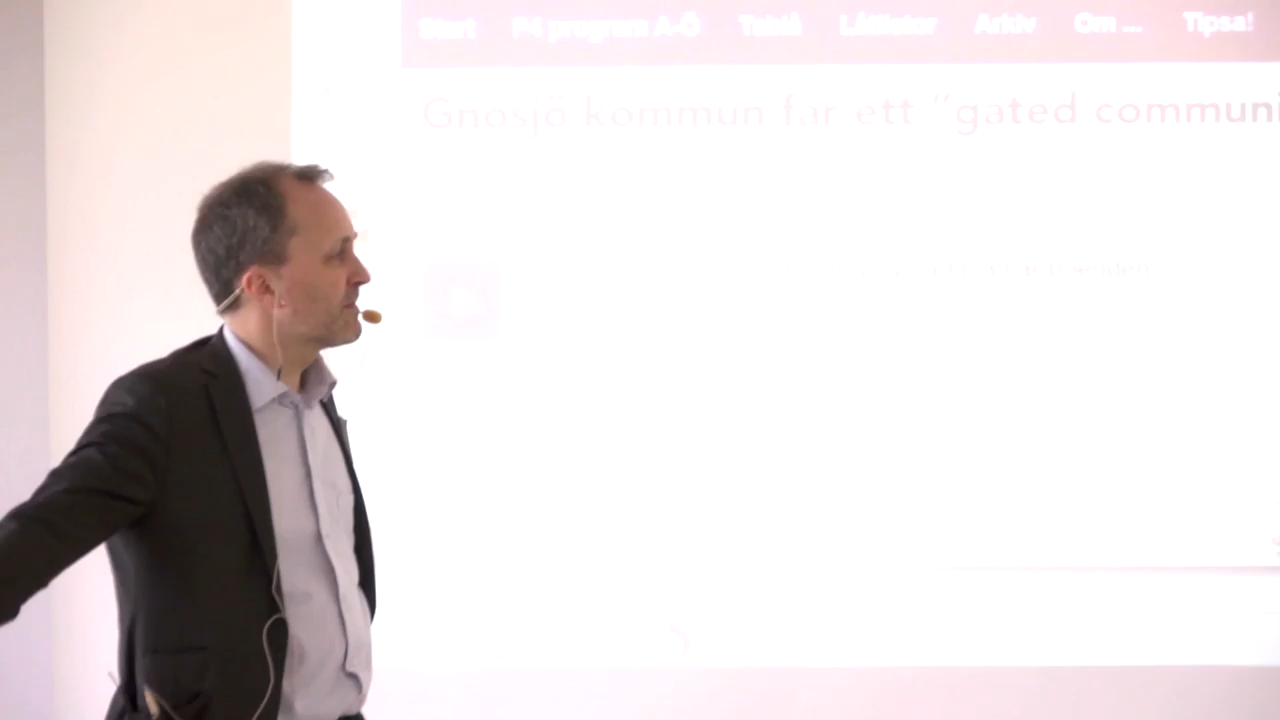 Start P4 program A-Ö Tablå Låtlistor Arkiv Om ... Tipsa!
Gnosjö kommun får ett "gated communi